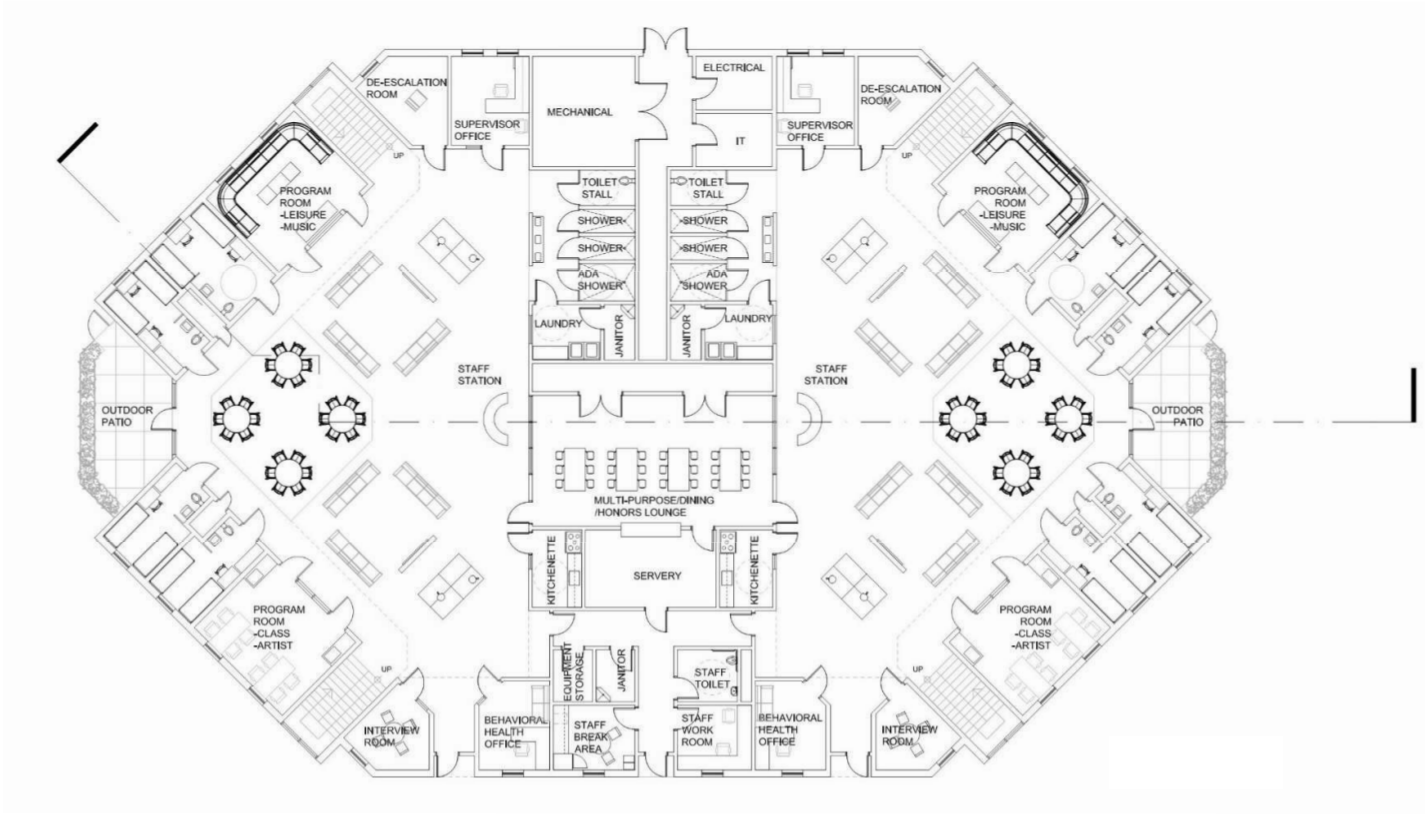 DE-ESCALATION
ROOM
SUPERVISOR
OFFICE
MECHANICAL
ELECTRICAL
IT
SUPERVISOR
OFFICE
DE-ESCALATION
ROOM
UP
UP
PROGRAM
ROOM
-LEISURE
-MUSIC
TOILET
STALL
SHOWER
SHOWER
ADA
SHOWER
LAUNDRY
JANITOR
TOILET
STALL
SHOWER
SHOWER
ADA
SHOWER
JANITOR
LAUNDRY
PROGRAM
ROOM
-LEISURE
-MUSIC
STAFF
STATION
STAFF
STATION
OUTDOOR
PATIO
OUTDOOR
PATIO
MULTI-PURPOSE/DINING
/HONORS LOUNGE
KITCHENETTE
SERVERY
KITCHENETTE
PROGRAM
ROOM
-CLASS
-ARTIST
PROGRAM
ROOM
-CLASS
-ARTIST
UP
UP
EQUIPMENT
STORAGE
JANITOR
STAFF
TOILET
INTERVIEW
ROOM
BEHAVIORAL
HEALTH
OFFICE
STAFF
BREAK
AREA
STAFF
WORK
ROOM
BEHAVIORAL
HEALTH
OFFICE
INTERVIEW
ROOM